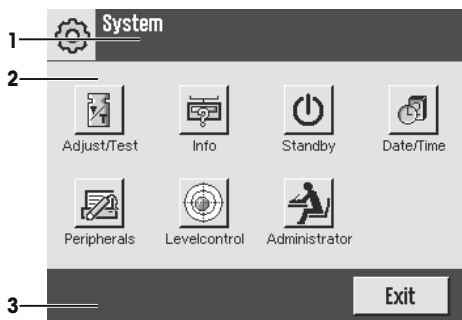 System
1
2
Adjust/Test Info Standby Date/Time
Peripherals Levelcontrol Administrator
3
Exit